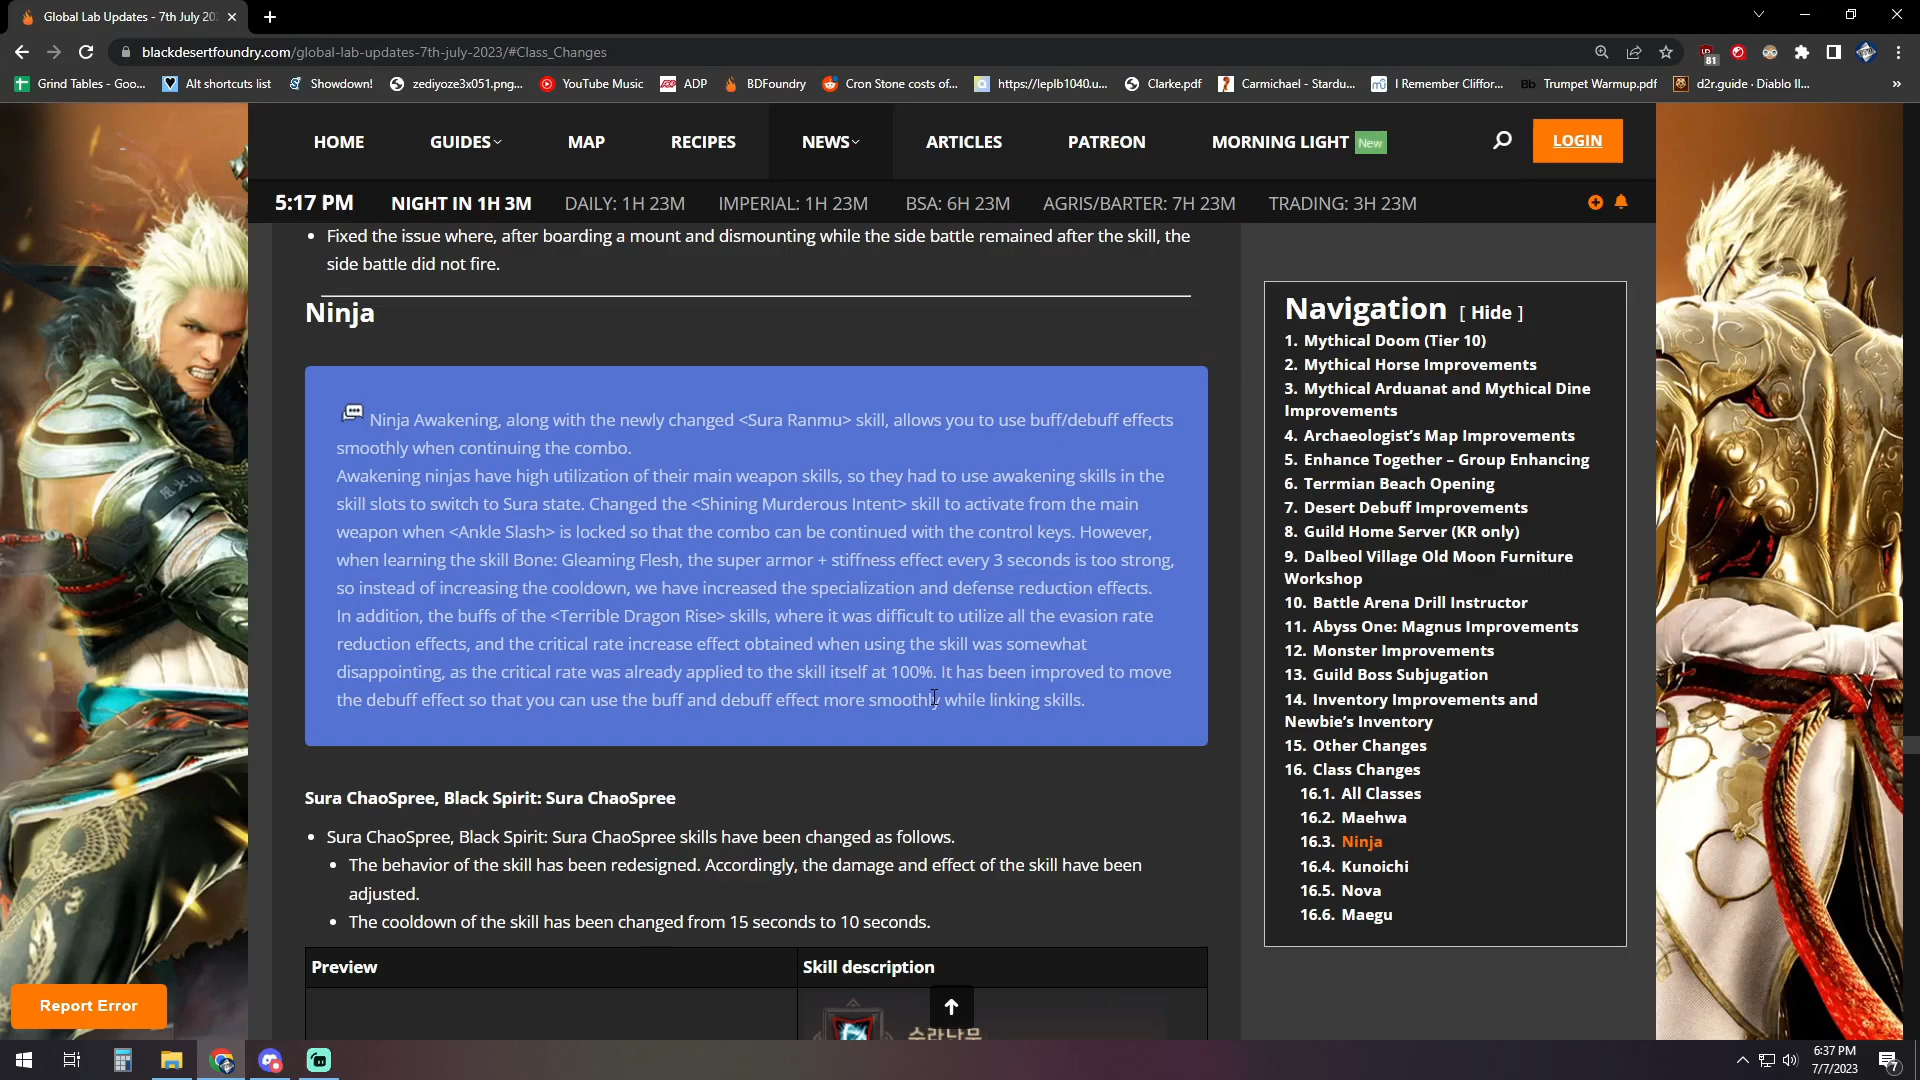 Global Lab Updates - 7th July 202
blackdesertfoundry.com/global-lab-updates-7th-july-2023/#Class_Changes
81
Grind Tables - Goo...
Alt shortcuts list
Showdown!
zediyoze3x051.png...
YouTube Music
ADP
BDFoundry
Cron Stone costs of...
https://leplb1040.u...
Clarke.pdf
Carmichael - Stardu...
I Remember Cliffor...
Bb Trumpet Warmup.pdf
d2r.guide · Diablo II...
»
HOME
GUIDES
MAP
RECIPES
NEWS
ARTICLES
PATREON
MORNING LIGHT New
LOGIN
5:17 PM
NIGHT IN 1H 3M
DAILY: 1H 23M
IMPERIAL: 1H 23M
BSA: 6H 23M
AGRIS/BARTER: 7H 23M
TRADING: 3H 23M
• Fixed the issue where, after boarding a mount and dismounting while the side battle remained after the skill, the
side battle did not fire.
Ninja
Ninja Awakening, along with the newly changed <Sura Ranmu> skill, allows you to use buff/debuff effects
smoothly when continuing the combo.
Awakening ninjas have high utilization of their main weapon skills, so they had to use awakening skills in the
skill slots to switch to Sura state. Changed the <Shining Murderous Intent> skill to activate from the main
weapon when <Ankle Slash> is locked so that the combo can be continued with the control keys. However,
when learning the skill Bone: Gleaming Flesh, the super armor + stiffness effect every 3 seconds is too strong,
so instead of increasing the cooldown, we have increased the specialization and defense reduction effects.
In addition, the buffs of the <Terrible Dragon Rise> skills, where it was difficult to utilize all the evasion rate
reduction effects, and the critical rate increase effect obtained when using the skill was somewhat
disappointing, as the critical rate was already applied to the skill itself at 100%. It has been improved to move
the debuff effect so that you can use the buff and debuff effect more smoothly while linking skills.
Sura ChaoSpree, Black Spirit: Sura ChaoSpree
• Sura ChaoSpree, Black Spirit: Sura ChaoSpree skills have been changed as follows.
• The behavior of the skill has been redesigned. Accordingly, the damage and effect of the skill have been
adjusted.
• The cooldown of the skill has been changed from 15 seconds to 10 seconds.
Preview
Skill description
수라난무
Navigation [ Hide ]
1. Mythical Doom (Tier 10)
2. Mythical Horse Improvements
3. Mythical Arduanat and Mythical Dine
Improvements
4. Archaeologist's Map Improvements
5. Enhance Together – Group Enhancing
6. Terrmian Beach Opening
7. Desert Debuff Improvements
8. Guild Home Server (KR only)
9. Dalbeol Village Old Moon Furniture
Workshop
10. Battle Arena Drill Instructor
11. Abyss One: Magnus Improvements
12. Monster Improvements
13. Guild Boss Subjugation
14. Inventory Improvements and
Newbie's Inventory
15. Other Changes
16. Class Changes
16.1. All Classes
16.2. Maehwa
16.3. Ninja
16.4. Kunoichi
16.5. Nova
16.6. Maegu
Report Error
6:37 PM
7/7/2023
7